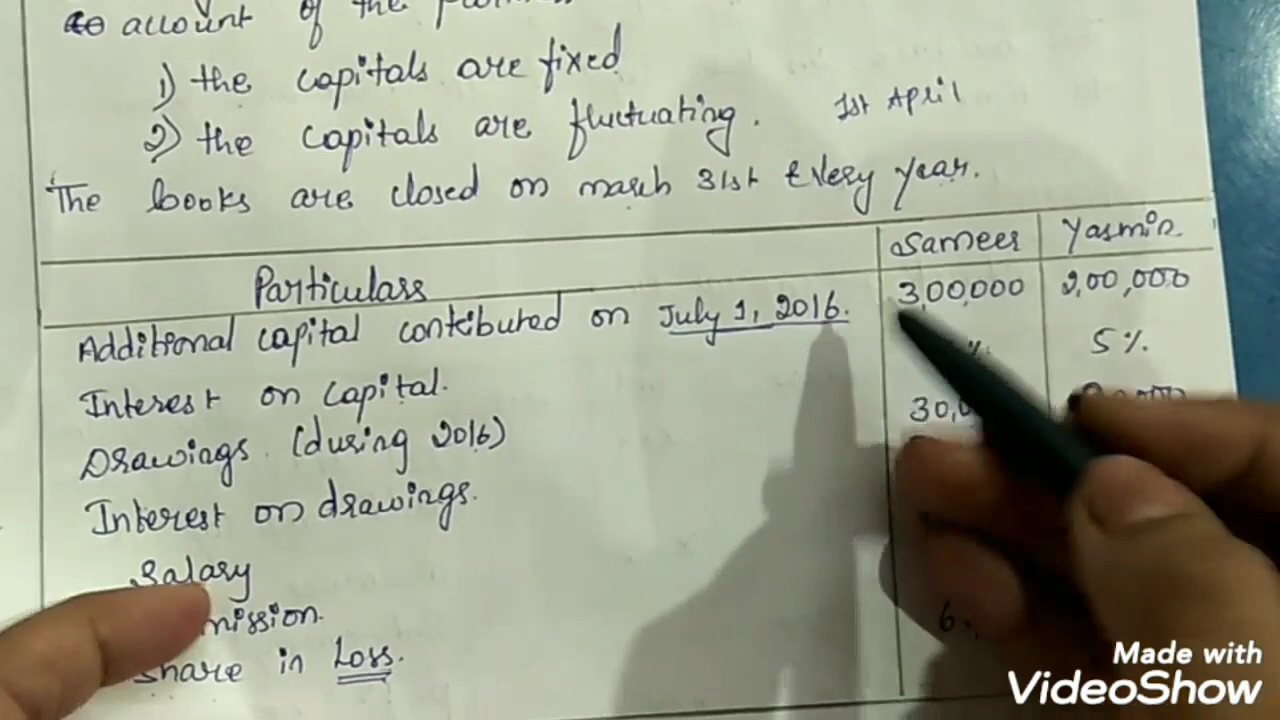 account of the
1) the capitals are fixed
2) the capitals are fluctuating. 1st April
The books are closed on march 31st Every year.
Particulars Sameer Yasmin
Additional capital contributed on July 1, 2016. 3,00,000 2,00,000
Interest on capital. %. 5%.
Drawings. (during 2016)
Interest on drawings.
Salary
share in Loss.
Made with
VideoShow